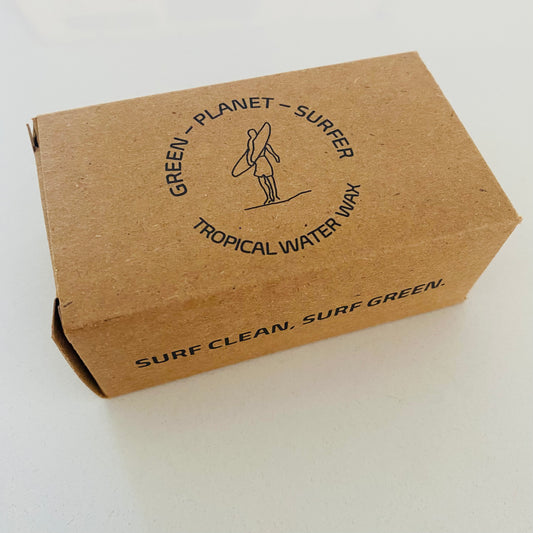 GREEN – PLANET – SURFER
TROPICAL WATER WAX
SURF CLEAN. SURF GREEN.